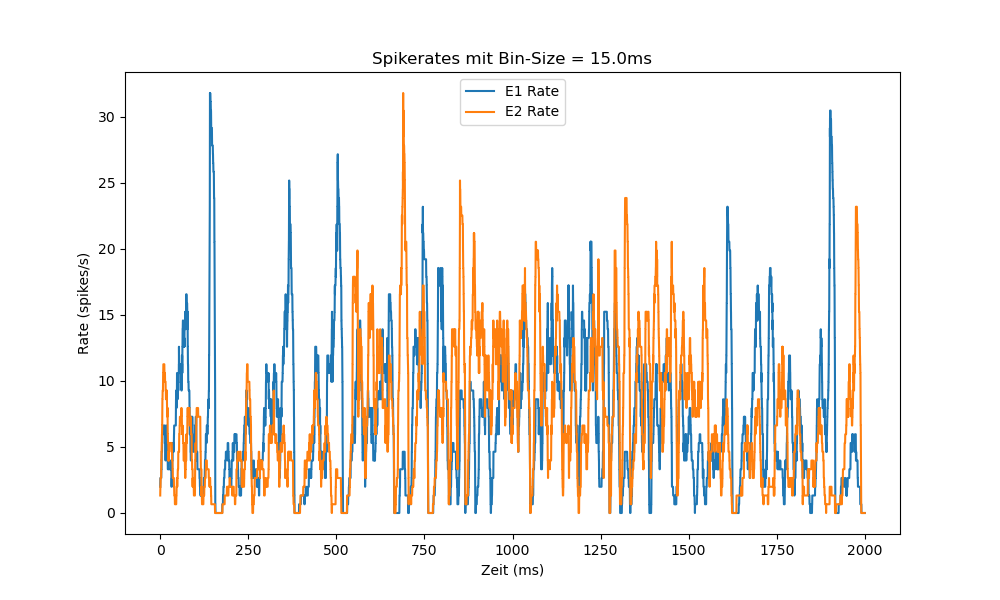 Spikerates mit Bin-Size = 15.0ms
E1 Rate
E2 Rate
Rate (spikes/s)
30
25
20
15
10
5
0
0 250 500 750 1000 1250 1500 1750 2000
Zeit (ms)